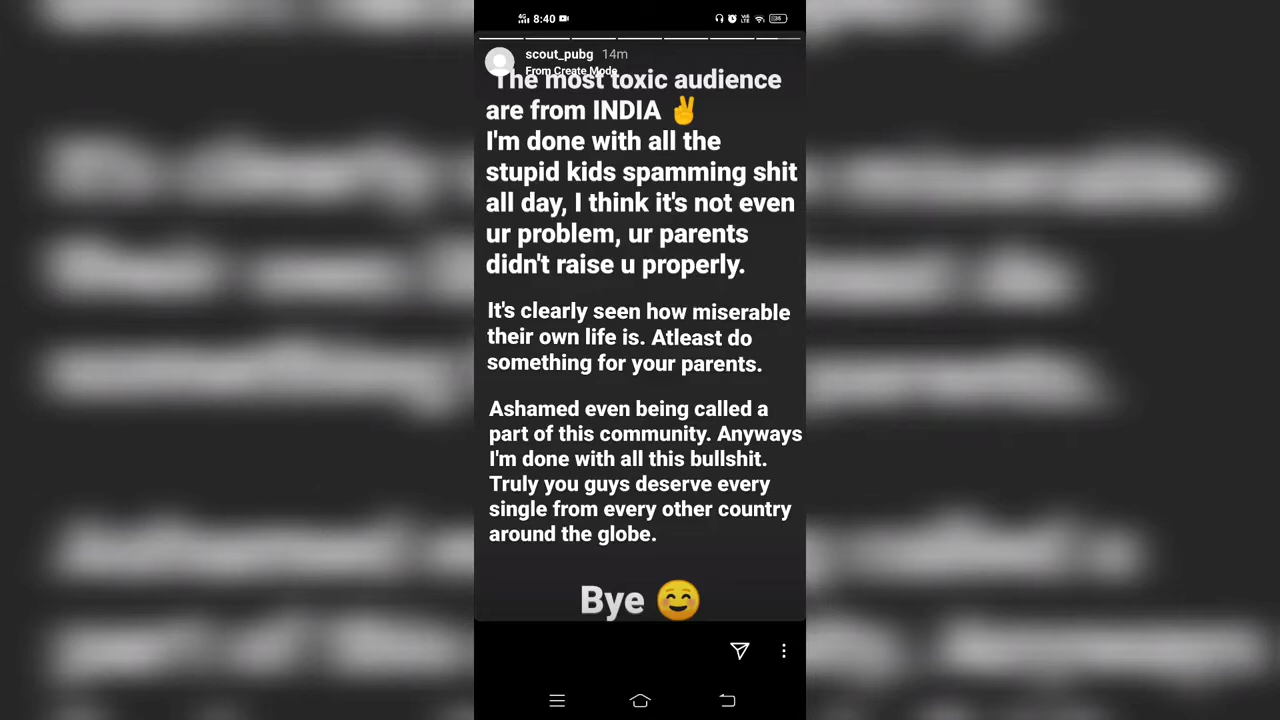 4G 8:40
scout_pubg 14m
From Create Mode
The most toxic audience
are from INDIA ✌
I'm done with all the
stupid kids spamming shit
all day, I think it's not even
ur problem, ur parents
didn't raise u properly.
It's clearly seen how miserable
their own life is. Atleast do
something for your parents.
Ashamed even being called a
part of this community. Anyways
I'm done with all this bullshit.
Truly you guys deserve every
single from every other country
around the globe.
Bye ☺